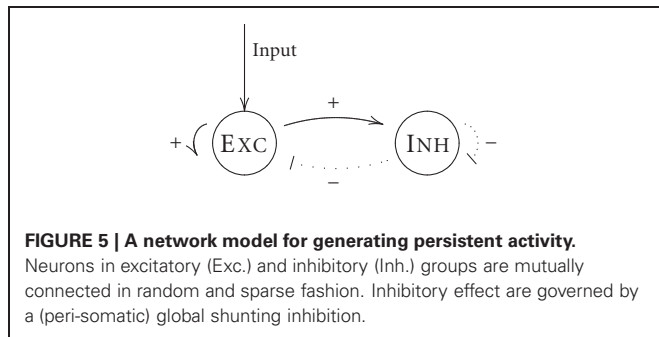 Input
+
+
EXC
INH
–
–
FIGURE 5 | A network model for generating persistent activity.
Neurons in excitatory (Exc.) and inhibitory (Inh.) groups are mutually
connected in random and sparse fashion. Inhibitory effect are governed by
a (peri-somatic) global shunting inhibition.